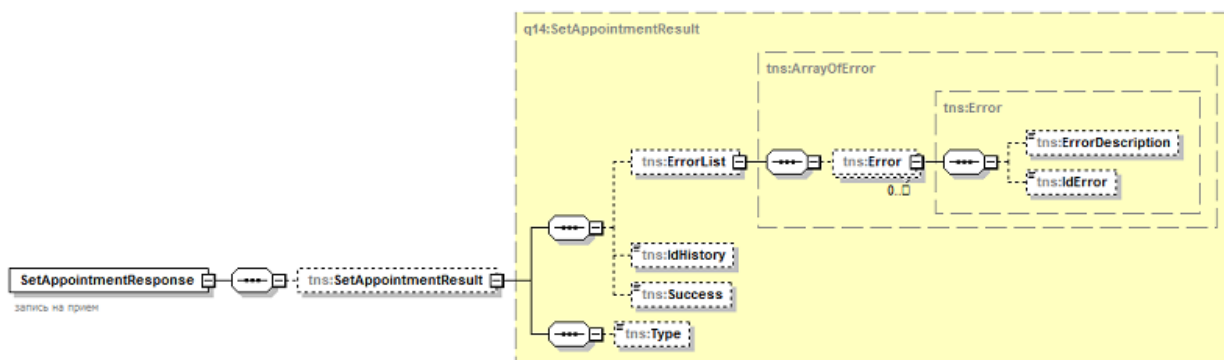 q14:SetAppointmentResult
tns:ArrayOfError
tns:Error
tns:ErrorDescription
tns:ErrorList
tns:Error
tns:IdError
0..
tns:IdHistory
SetAppointmentResponse
tns:SetAppointmentResult
tns:Success
запись на прием
tns:Type